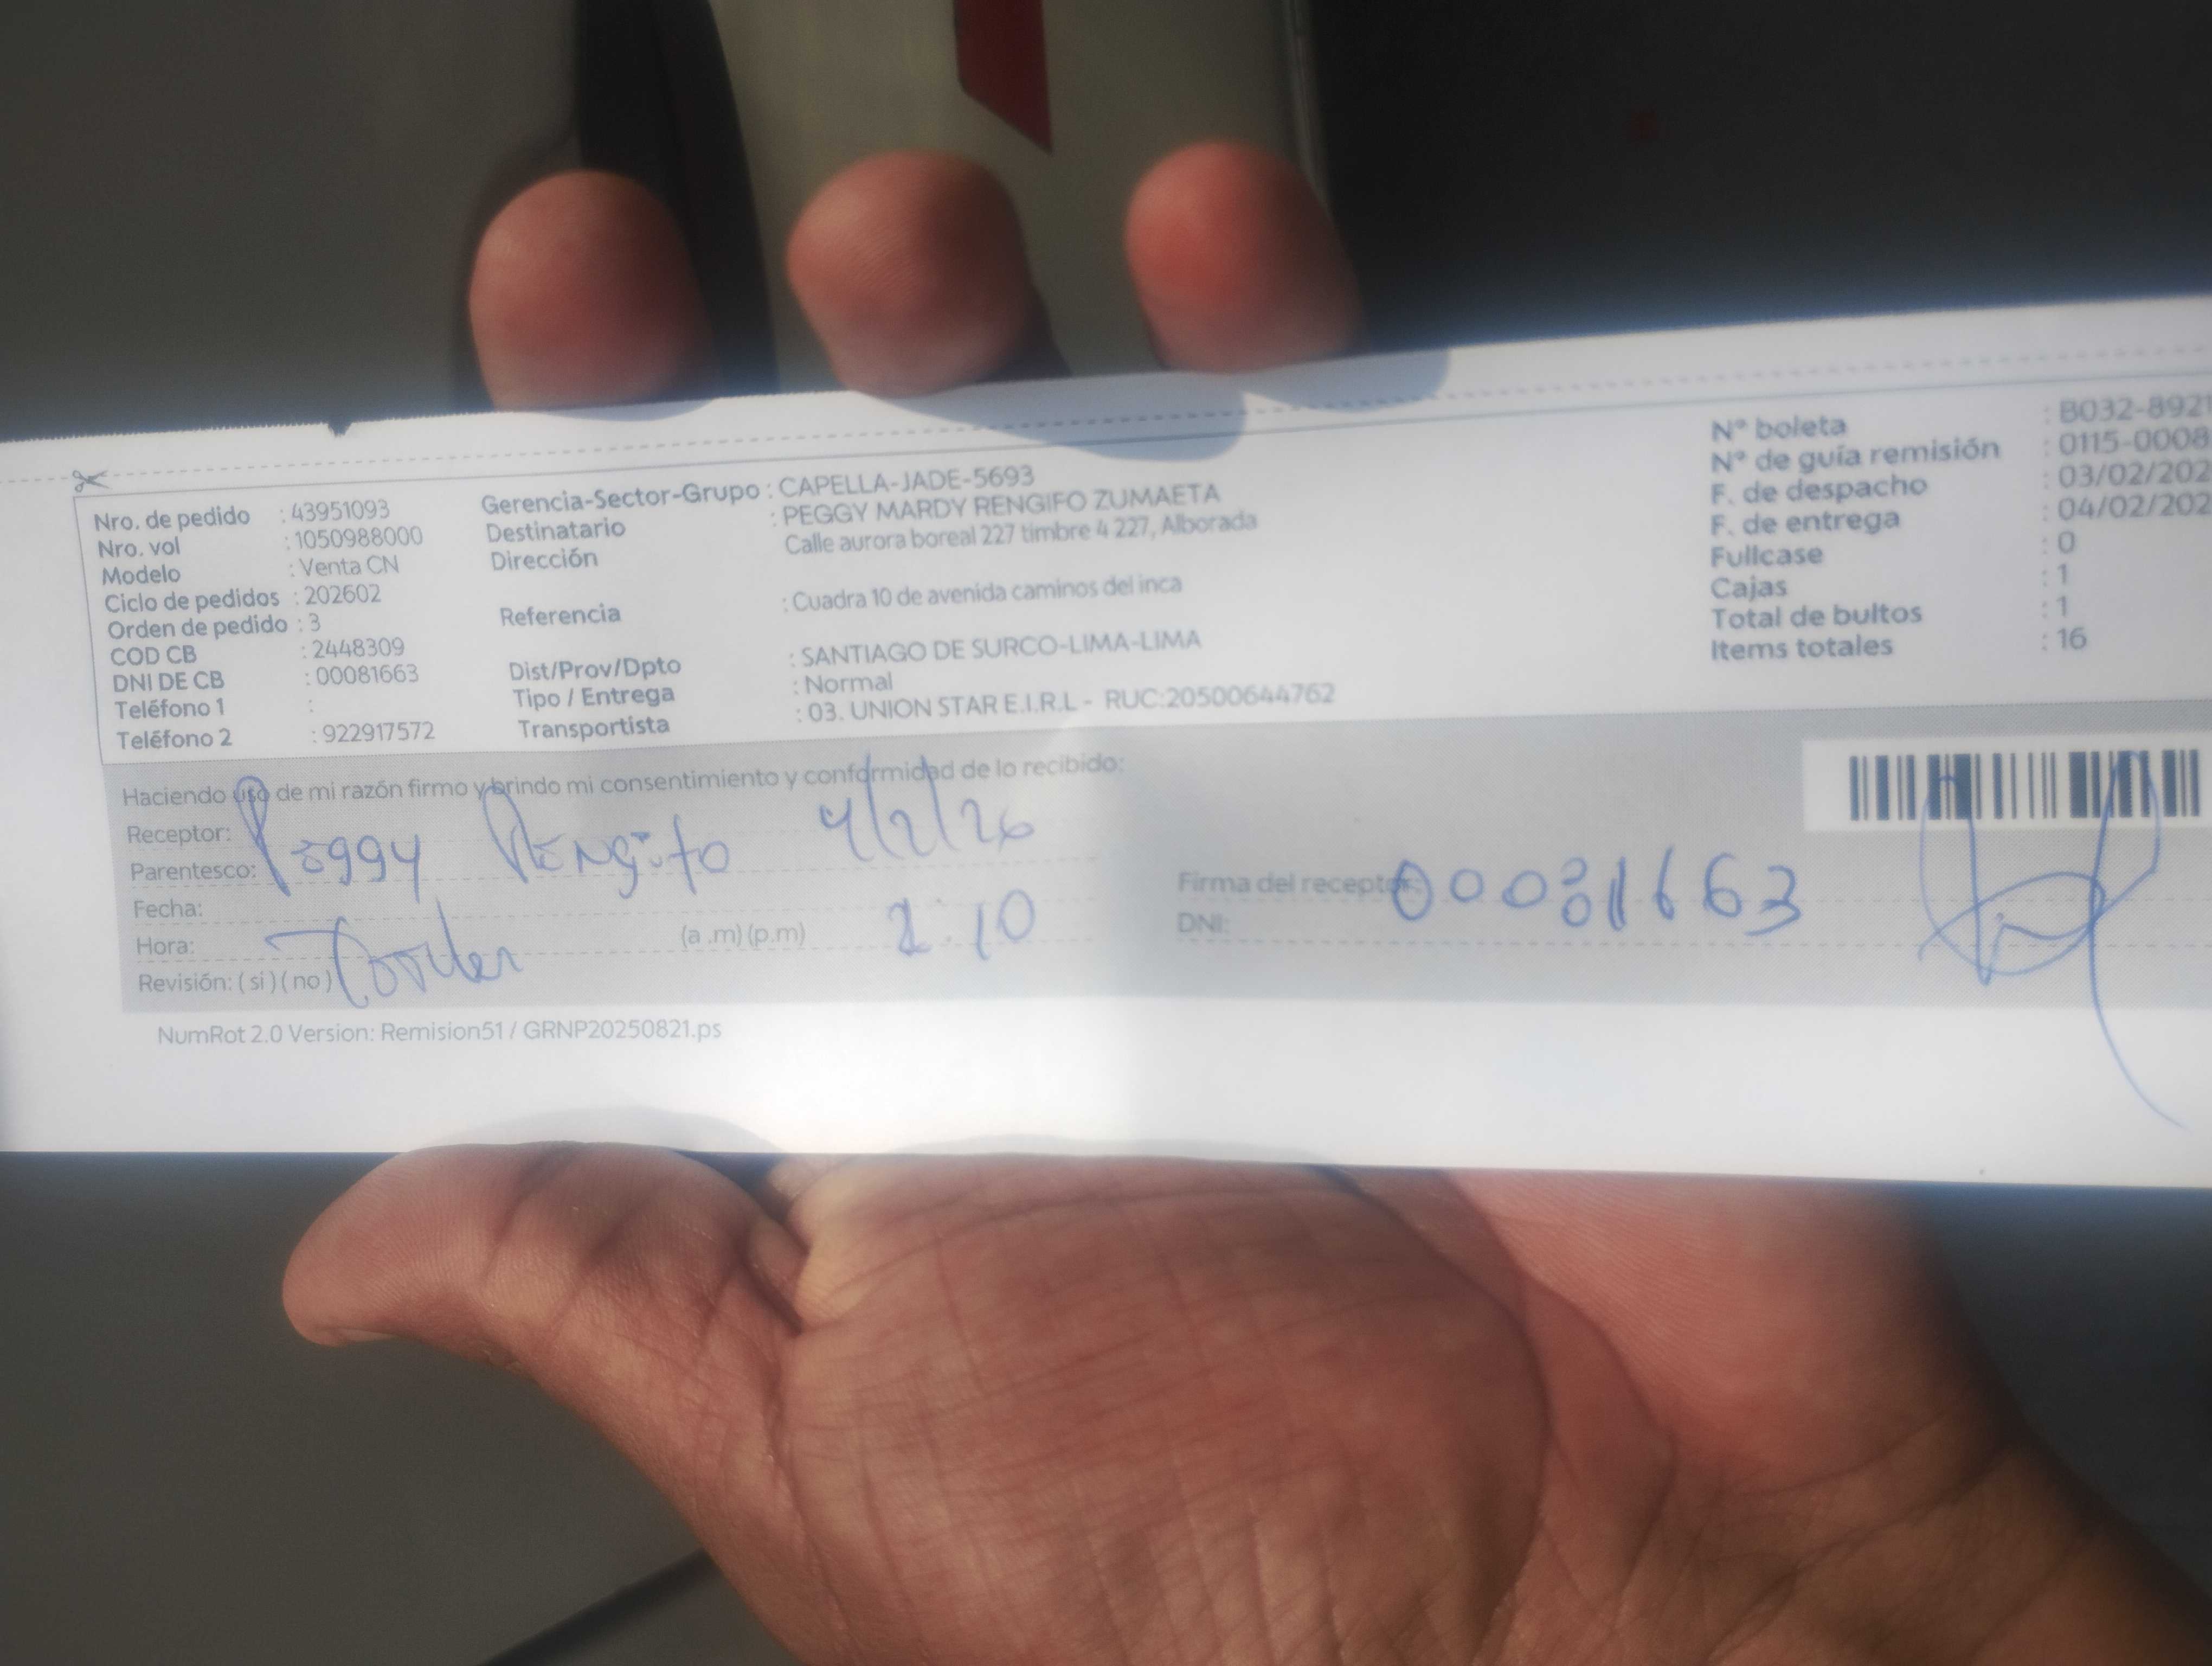 Nro. de pedido : 43951093
Nro. vol : 1050988000
Modelo : Venta CN
Ciclo de pedidos : 202602
Orden de pedido : 3
COD CB : 2448309
DNI DE CB : 00081663
Teléfono 1 :
Teléfono 2 : 922917572
Gerencia-Sector-Grupo : CAPELLA-JADE-5693
Destinatario : PEGGY MARDY RENGIFO ZUMAETA
Dirección Calle aurora boreal 227 timbre 4 227, Alborada
Referencia : Cuadra 10 de avenida caminos del inca
Dist/Prov/Dpto : SANTIAGO DE SURCO-LIMA-LIMA
Tipo / Entrega : Normal
Transportista : 03. UNION STAR E.I.R.L - RUC:20500644762
N° boleta : B032-8921
N° de guía remisión : 0115-0008
F. de despacho : 03/02/202
F. de entrega : 04/02/202
Fullcase : 0
Cajas : 1
Total de bultos : 1
Items totales : 16
Haciendo uso de mi razón firmo y brindo mi consentimiento y conformidad de lo recibido:
Receptor: Peggy Rengifo 4/2/26
Parentesco:
Fecha:
Hora: (a .m) (p.m) 10
Revisión: ( si ) ( no )
Firma del receptor: 00081663
DNI:
NumRot 2.0 Version: Remision51 / GRNP20250821.ps